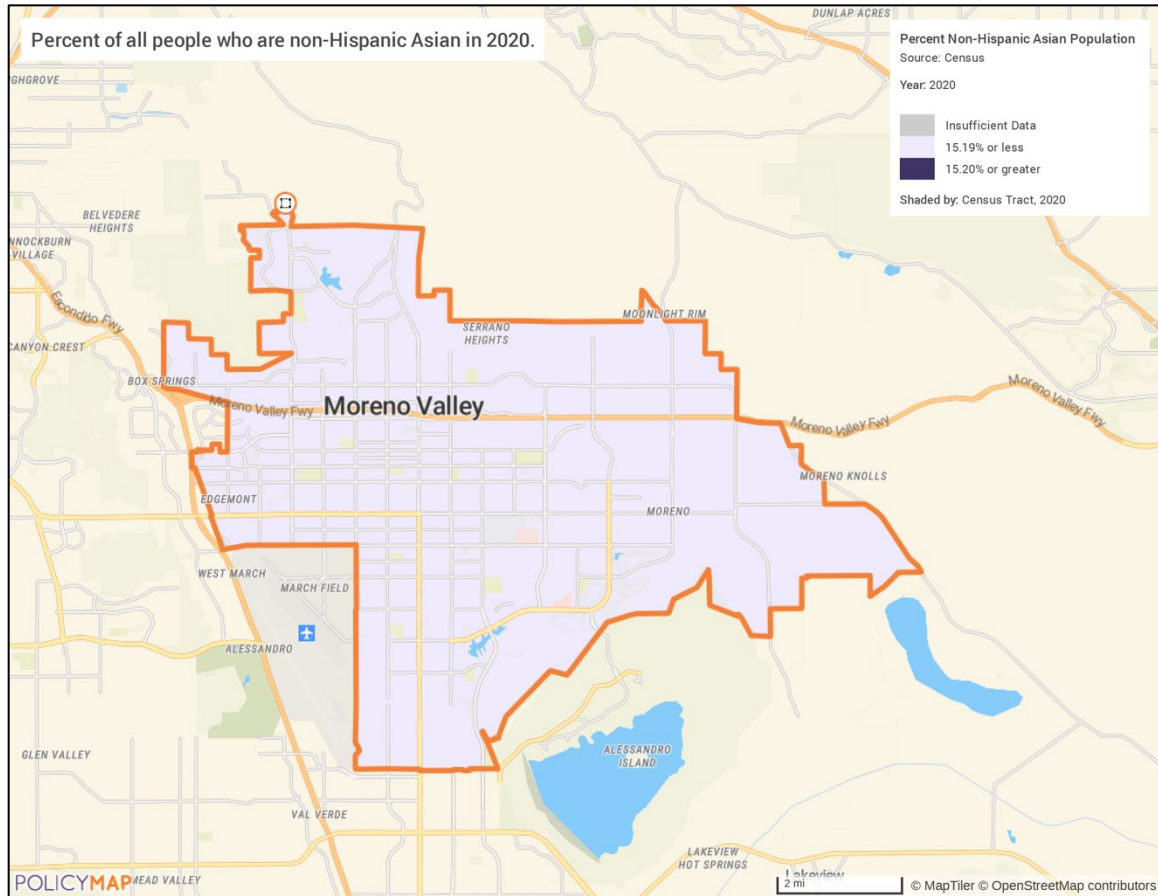 Percent of all people who are non-Hispanic Asian in 2020.
DUNLAP ACRES
Percent Non-Hispanic Asian Population
Source: Census
Year: 2020
Insufficient Data
15.19% or less
15.20% or greater
Shaded by: Census Tract, 2020
IGHGROVE
BELVEDERE
HEIGHTS
NNOCKBURN
VILLAGE
Escondido Fwy
CANYON CREST
BOX SPRINGS
MOONLIGHT RIM
SERRANO
HEIGHTS
Moreno Valley Fwy
Moreno Valley
Moreno Valley Fwy
Moreno Valley Fwy
MORENO KNOLLS
EDGEMONT
MORENO
WEST MARCH
MARCH FIELD
ALESSANDRO
GLEN VALLEY
ALESSANDRO
ISLAND
VAL VERDE
LAKEVIEW
HOT SPRINGS
Lakeview
POLICYMAP
MEAD VALLEY
2 mi
© MapTiler © OpenStreetMap contributors